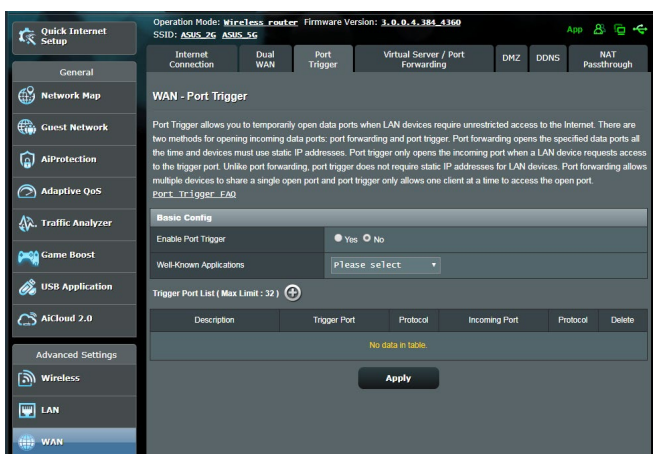 Quick Internet
Setup
General
Network Map
Guest Network
AiProtection
Adaptive QoS
Traffic Analyzer
Game Boost
USB Application
AiCloud 2.0
Advanced Settings
Wireless
LAN
WAN
Operation Mode: Wireless router Firmware Version: 3.0.0.4.384_4360
SSID: ASUS_2G ASUS_5G
App
Internet
Connection
Dual
WAN
Port
Trigger
Virtual Server / Port
Forwarding
DMZ
DDNS
NAT
Passthrough
WAN - Port Trigger
Port Trigger allows you to temporarily open data ports when LAN devices require unrestricted access to the Internet. There are
two methods for opening incoming data ports: port forwarding and port trigger. Port forwarding opens the specified data ports all
the time and devices must use static IP addresses. Port trigger only opens the incoming port when a LAN device requests access
to the trigger port. Unlike port forwarding, port trigger does not require static IP addresses for LAN devices. Port forwarding allows
multiple devices to share a single open port and port trigger only allows one client at a time to access the open port.
Port Trigger FAQ
Basic Config
Enable Port Trigger
Yes No
Well-Known Applications
Please select
Trigger Port List ( Max Limit : 32 )
Description Trigger Port Protocol Incoming Port Protocol Delete
No data in table.
Apply